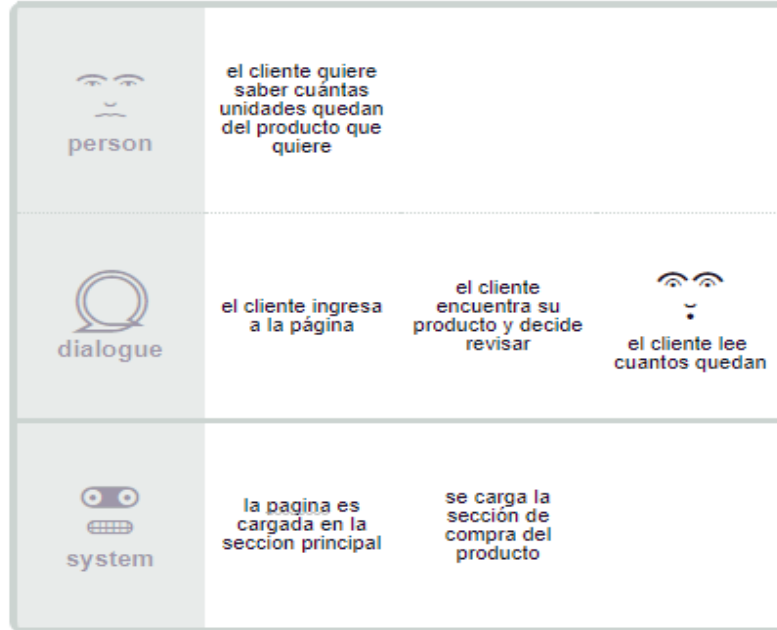 person
el cliente quiere
saber cuántas
unidades quedan
del producto que
quiere
dialogue
el cliente ingresa
a la página
el cliente
encuentra su
producto y decide
revisar
el cliente lee
cuantos quedan
system
la pagina es
cargada en la
seccion principal
se carga la
sección de
compra del
producto